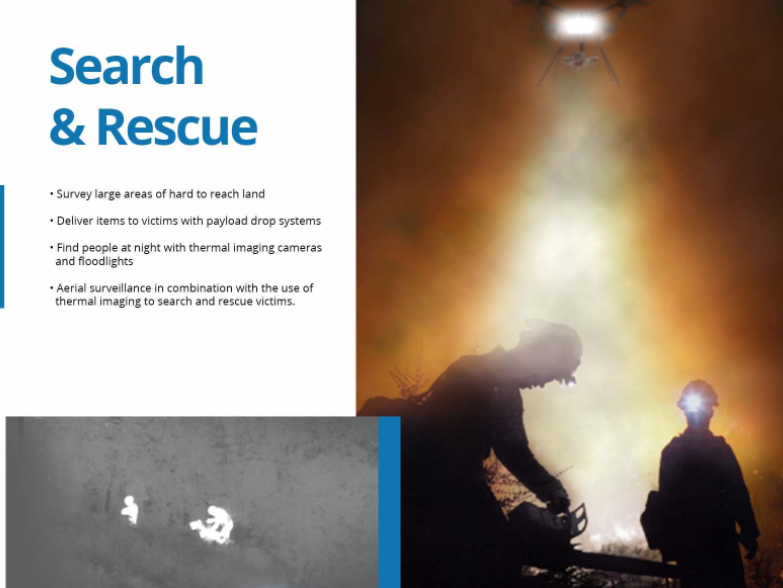 Search
& Rescue
• Survey large areas of hard to reach land
• Deliver items to victims with payload drop systems
• Find people at night with thermal imaging cameras
and floodlights
• Aerial surveillance in combination with the use of
thermal imaging to search and rescue victims.